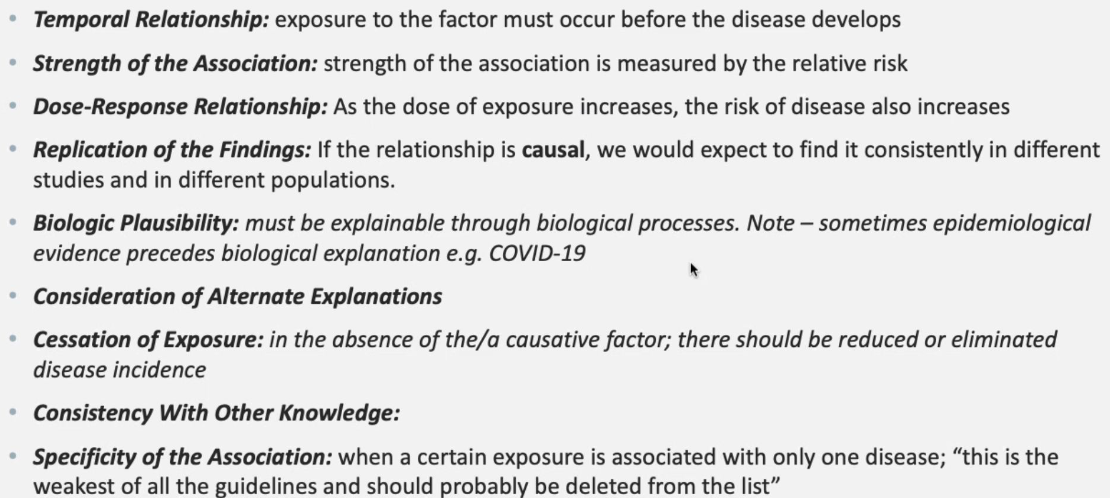 • Temporal Relationship: exposure to the factor must occur before the disease develops
• Strength of the Association: strength of the association is measured by the relative risk
• Dose-Response Relationship: As the dose of exposure increases, the risk of disease also increases
• Replication of the Findings: If the relationship is causal, we would expect to find it consistently in different
studies and in different populations.
• Biologic Plausibility: must be explainable through biological processes. Note – sometimes epidemiological
evidence precedes biological explanation e.g. COVID-19
• Consideration of Alternate Explanations
• Cessation of Exposure: in the absence of the/a causative factor; there should be reduced or eliminated
disease incidence
• Consistency With Other Knowledge:
• Specificity of the Association: when a certain exposure is associated with only one disease; “this is the
weakest of all the guidelines and should probably be deleted from the list”